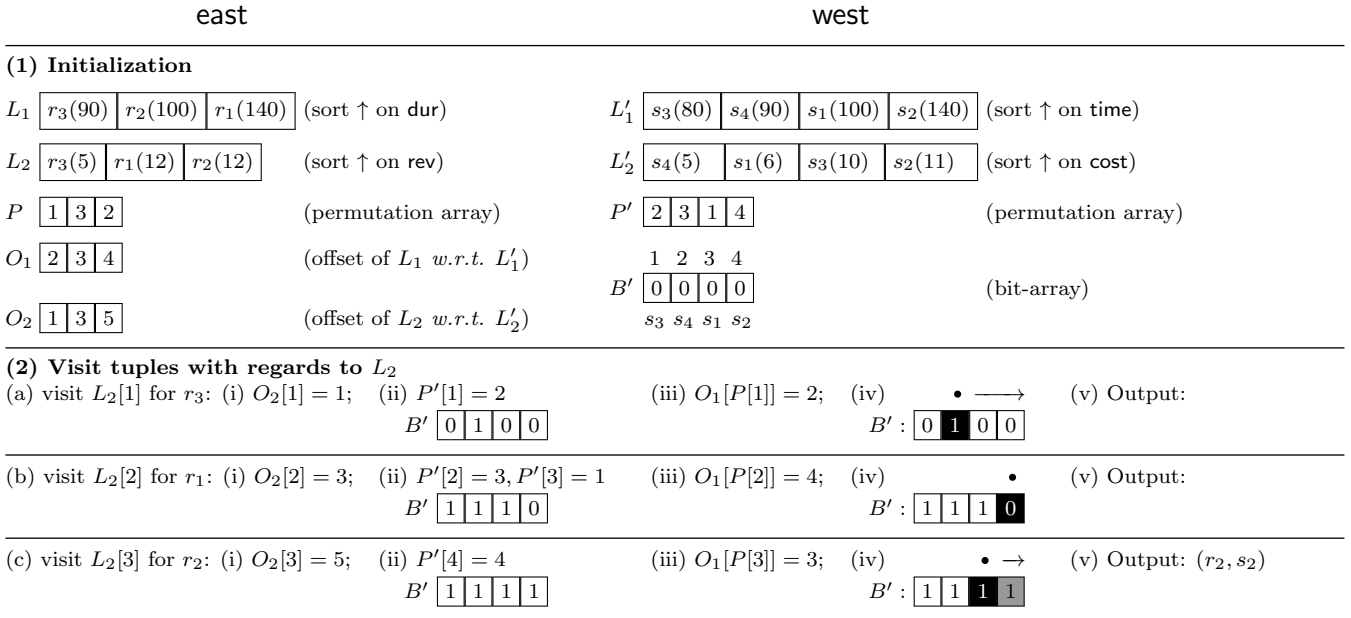 east west
(1) Initialization
L₁ r₃(90) r₂(100) r₁(140) (sort ↑ on dur) L′₁ s₃(80) s₄(90) s₁(100) s₂(140) (sort ↑ on time)
L₂ r₃(5) r₁(12) r₂(12) (sort ↑ on rev) L′₂ s₄(5) s₁(6) s₃(10) s₂(11) (sort ↑ on cost)
P 1 3 2 (permutation array) P′ 2 3 1 4 (permutation array)
O₁ 2 3 4 (offset of L₁ w.r.t. L′₁) 1 2 3 4
B′ 0 0 0 0 (bit-array)
O₂ 1 3 5 (offset of L₂ w.r.t. L′₂) s₃ s₄ s₁ s₂
(2) Visit tuples with regards to L₂
(a) visit L₂[1] for r₃: (i) O₂[1] = 1; (ii) P′[1] = 2 (iii) O₁[P[1]] = 2; (iv) • → (v) Output:
B′ 0 1 0 0 B′ : 0 1 0 0
(b) visit L₂[2] for r₁: (i) O₂[2] = 3; (ii) P′[2] = 3, P′[3] = 1 (iii) O₁[P[2]] = 4; (iv) • (v) Output:
B′ 1 1 1 0 B′ : 1 1 1 0
(c) visit L₂[3] for r₂: (i) O₂[3] = 5; (ii) P′[4] = 4 (iii) O₁[P[3]] = 3; (iv) • → (v) Output: (r₂, s₂)
B′ 1 1 1 1 B′ : 1 1 1 1